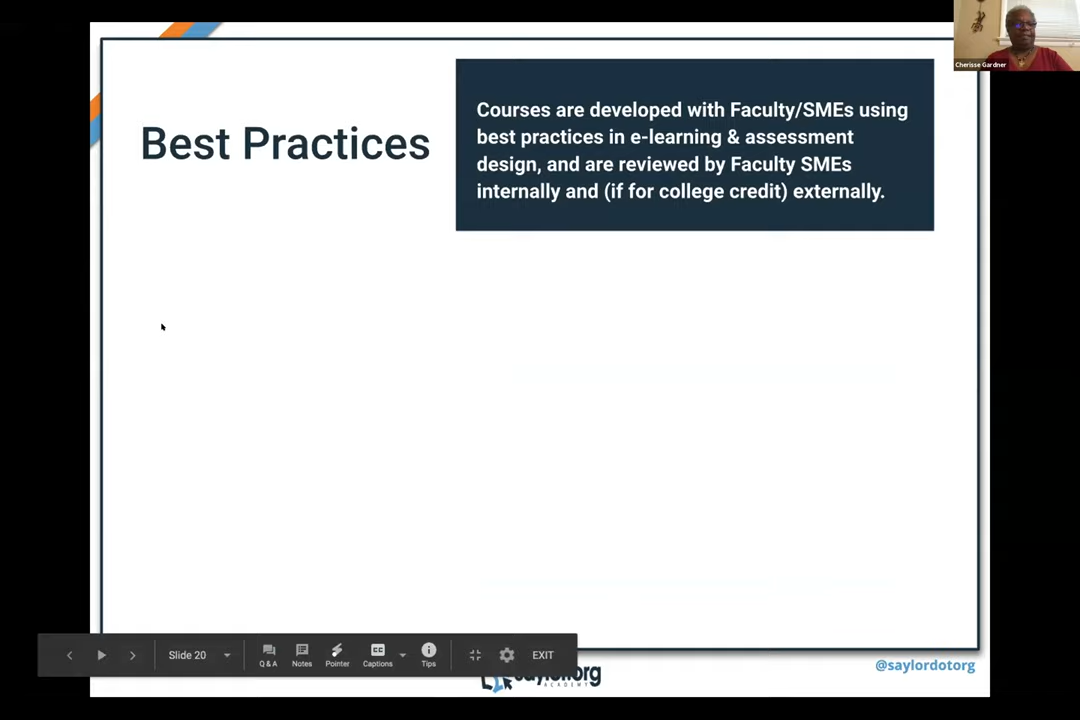 Cherisse Gardner
Best Practices
Courses are developed with Faculty/SMEs using
best practices in e-learning & assessment
design, and are reviewed by Faculty SMEs
internally and (if for college credit) externally.
Slide 20
Q & A
Notes
Pointer
CC
Captions
Tips
EXIT
ACADEMY
@saylordotorg